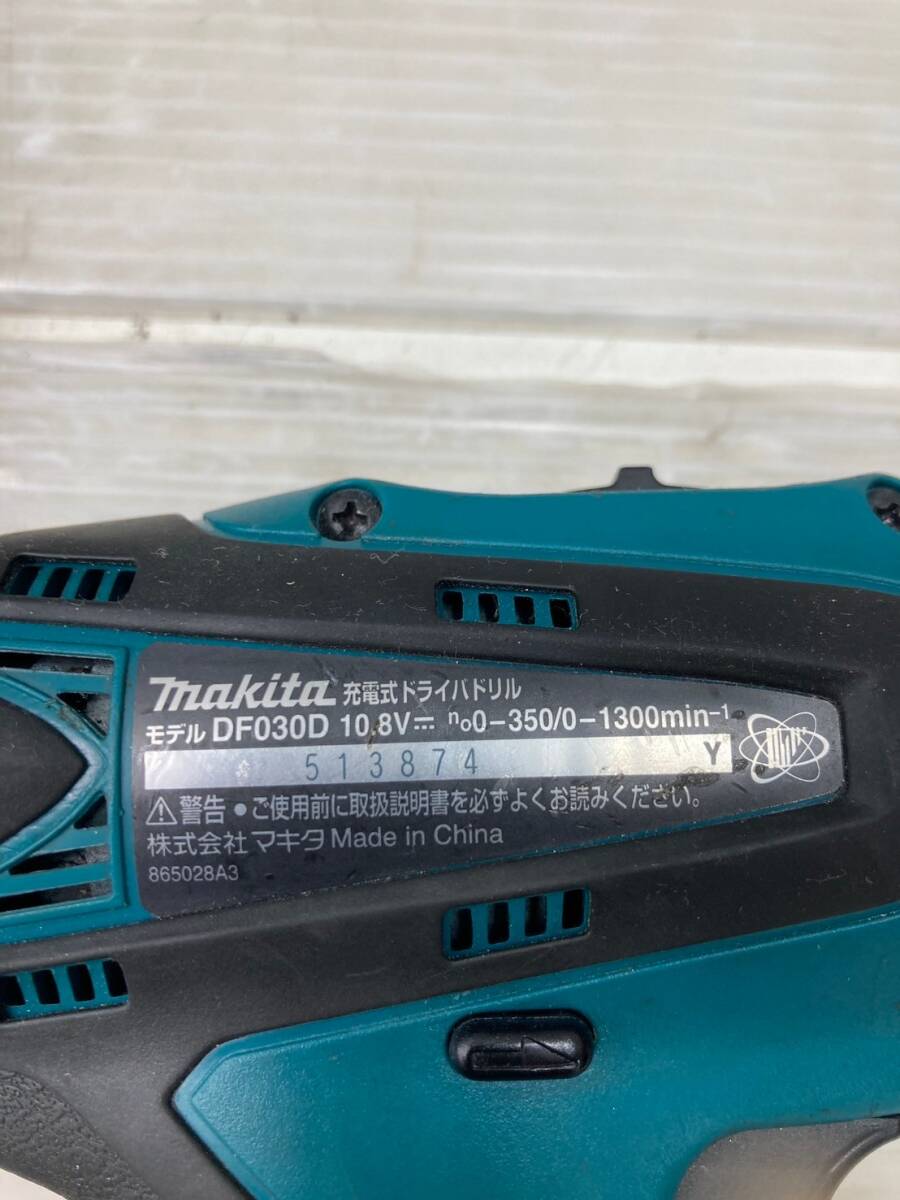 makita 充電式ドライバドリル
モデル DF030D 10.8V⎓ n₀0-350/0-1300min⁻¹
513874 Y
⚠警告 ●ご使用前に取扱説明書を必ずよくお読みください。
株式会社マキタ Made in China
865028A3